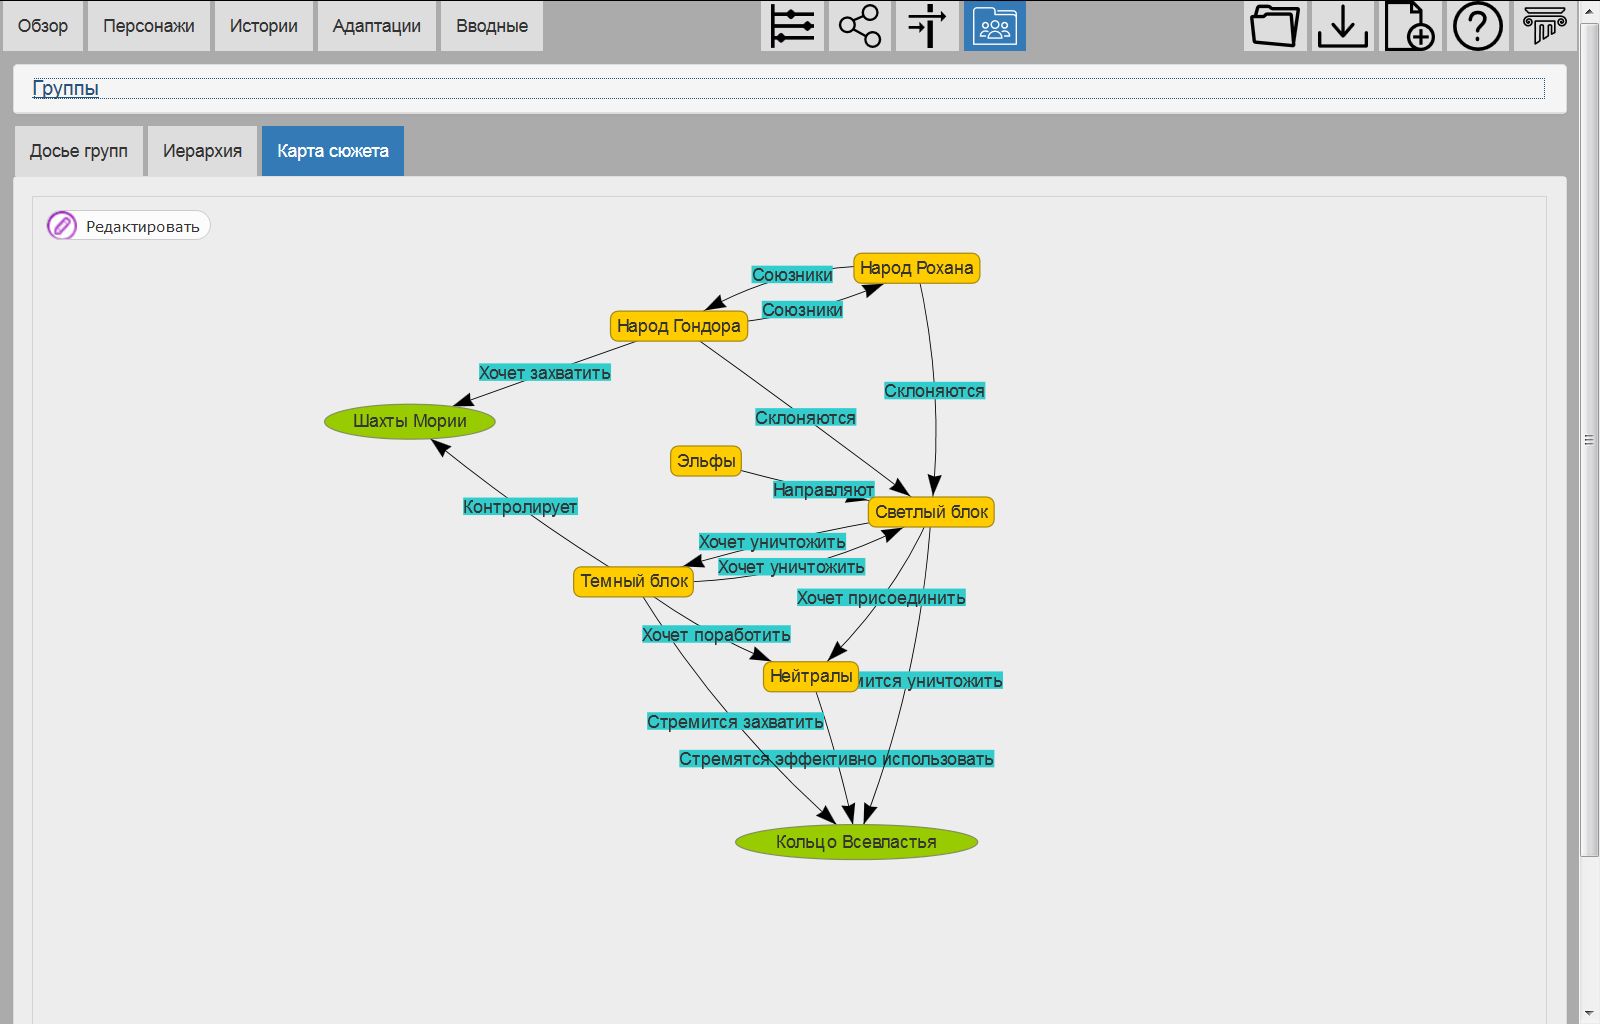 Обзор
Персонажи
Истории
Адаптации
Вводные
Группы
Досье групп
Иерархия
Карта сюжета
Редактировать
Народ Рохана
Союзники
Союзники
Народ Гондора
Хочет захватить
Склоняются
Шахты Мории
Склоняются
Эльфы
Направляют
Контролирует
Светлый блок
Хочет уничтожить
Хочет уничтожить
Темный блок
Хочет присоединить
Хочет поработить
Нейтралы
уничтожить
Стремится захватить
Стремятся эффективно использовать
Кольцо Всевластья